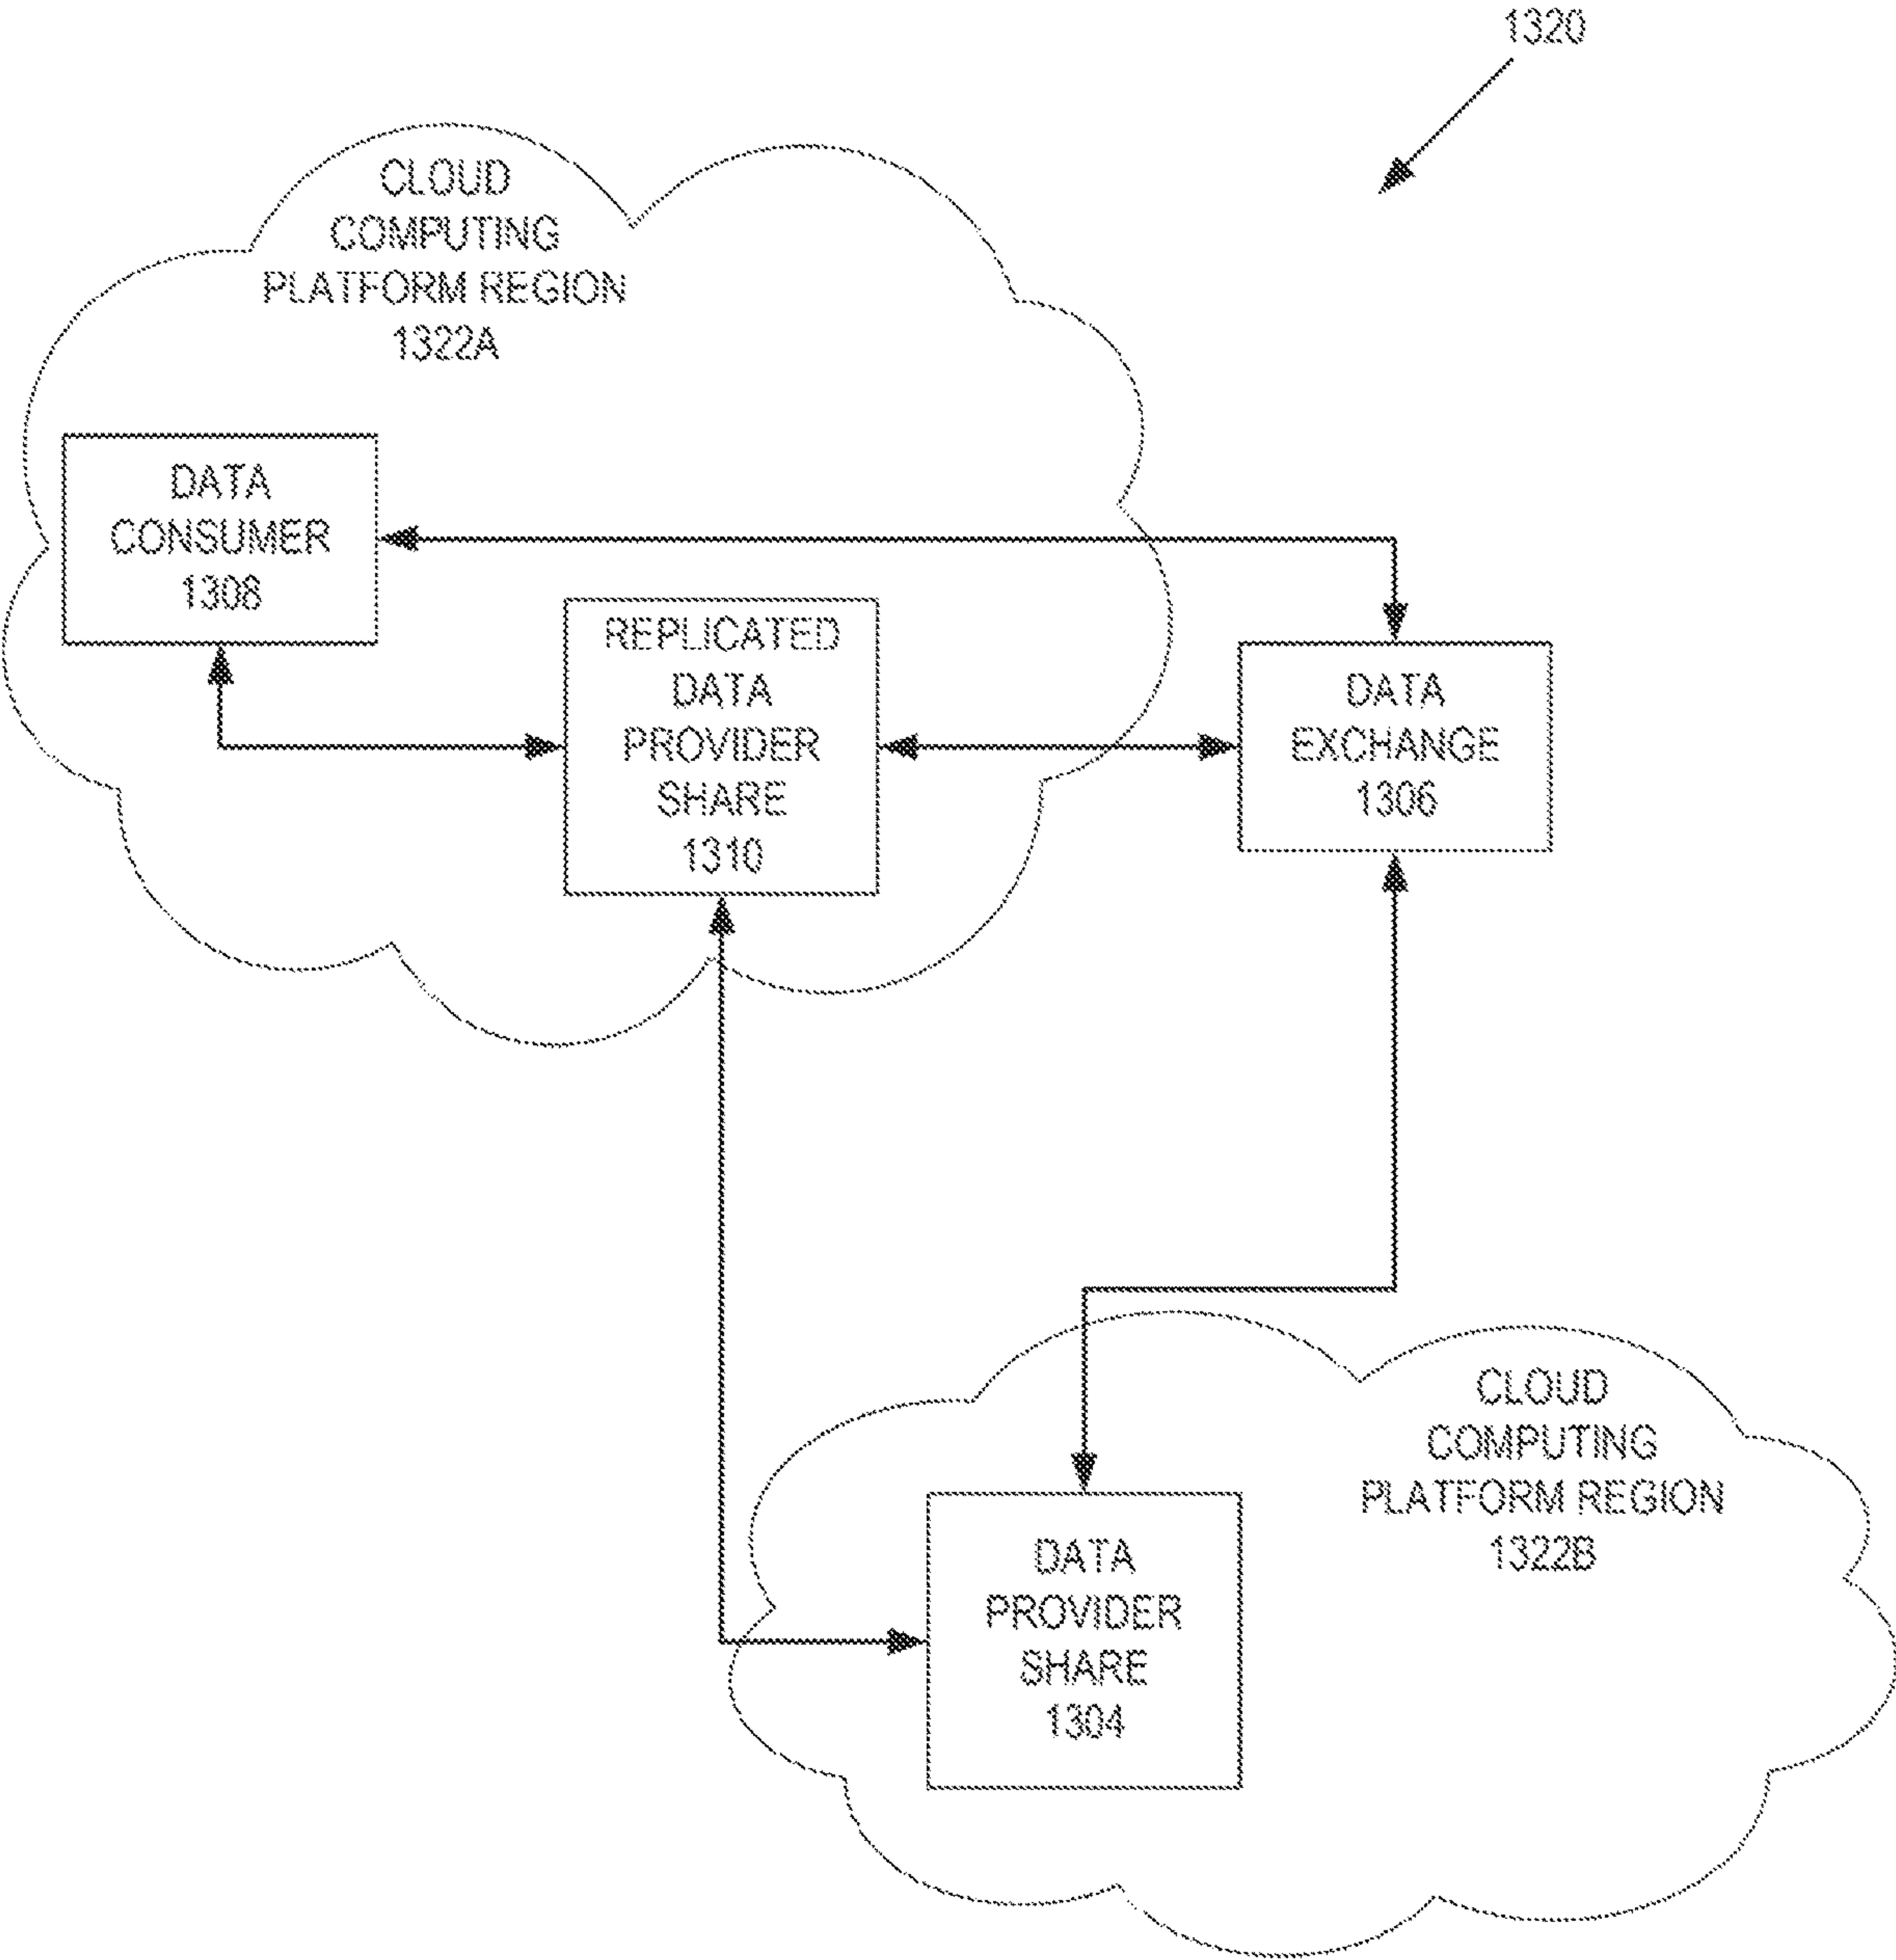 1320
CLOUD
COMPUTING
PLATFORM REGION
1322A
DATA
CONSUMER
1308
REPLICATED
DATA
PROVIDER
SHARE
1310
DATA
EXCHANGE
1306
CLOUD
COMPUTING
PLATFORM REGION
1322B
DATA
PROVIDER
SHARE
1304